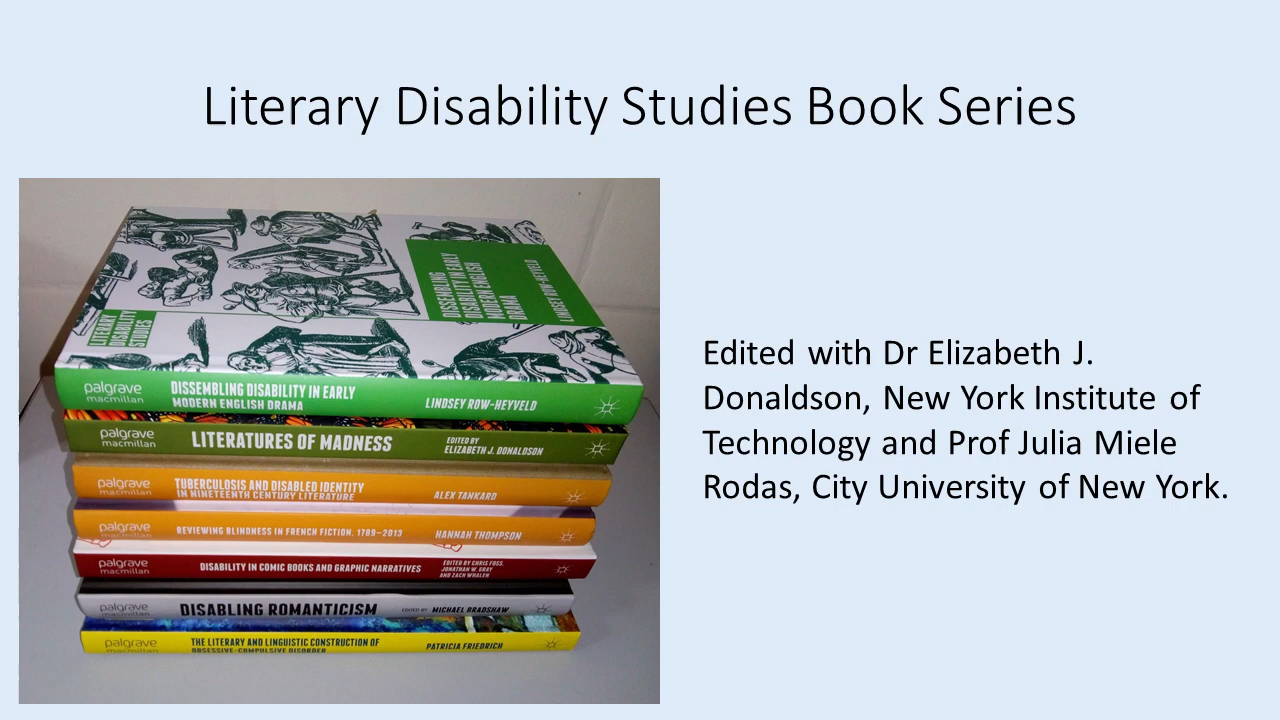 Literary Disability Studies Book Series
DISSEMBLING
DISABILITY IN EARLY
MODERN ENGLISH
DRAMA
LINDSEY ROW-HEYVELD
LITERARY
DISABILITY
STUDIES
palgrave
macmillan
DISSEMBLING DISABILITY IN EARLY
MODERN ENGLISH DRAMA
LINDSEY ROW-HEYVELD
palgrave
macmillan
LITERATURES OF MADNESS
EDITED BY
ELIZABETH J. DONALDSON
palgrave
macmillan
TUBERCULOSIS AND DISABLED IDENTITY
IN NINETEENTH CENTURY LITERATURE
ALEX TANKARD
palgrave
macmillan
REVIEWING BLINDNESS IN FRENCH FICTION, 1789–2013
HANNAH THOMPSON
palgrave
macmillan
DISABILITY IN COMIC BOOKS AND GRAPHIC NARRATIVES
EDITED BY CHRIS FOSS,
JONATHAN W. GRAY
AND ZACH WHALEN
palgrave
macmillan
DISABLING ROMANTICISM
EDITED BY MICHAEL BRADSHAW
palgrave
macmillan
THE LITERARY AND LINGUISTIC CONSTRUCTION OF
OBSESSIVE-COMPULSIVE DISORDER
PATRICIA FRIEDRICH
Edited with Dr Elizabeth J.
Donaldson, New York Institute of
Technology and Prof Julia Miele
Rodas, City University of New York.